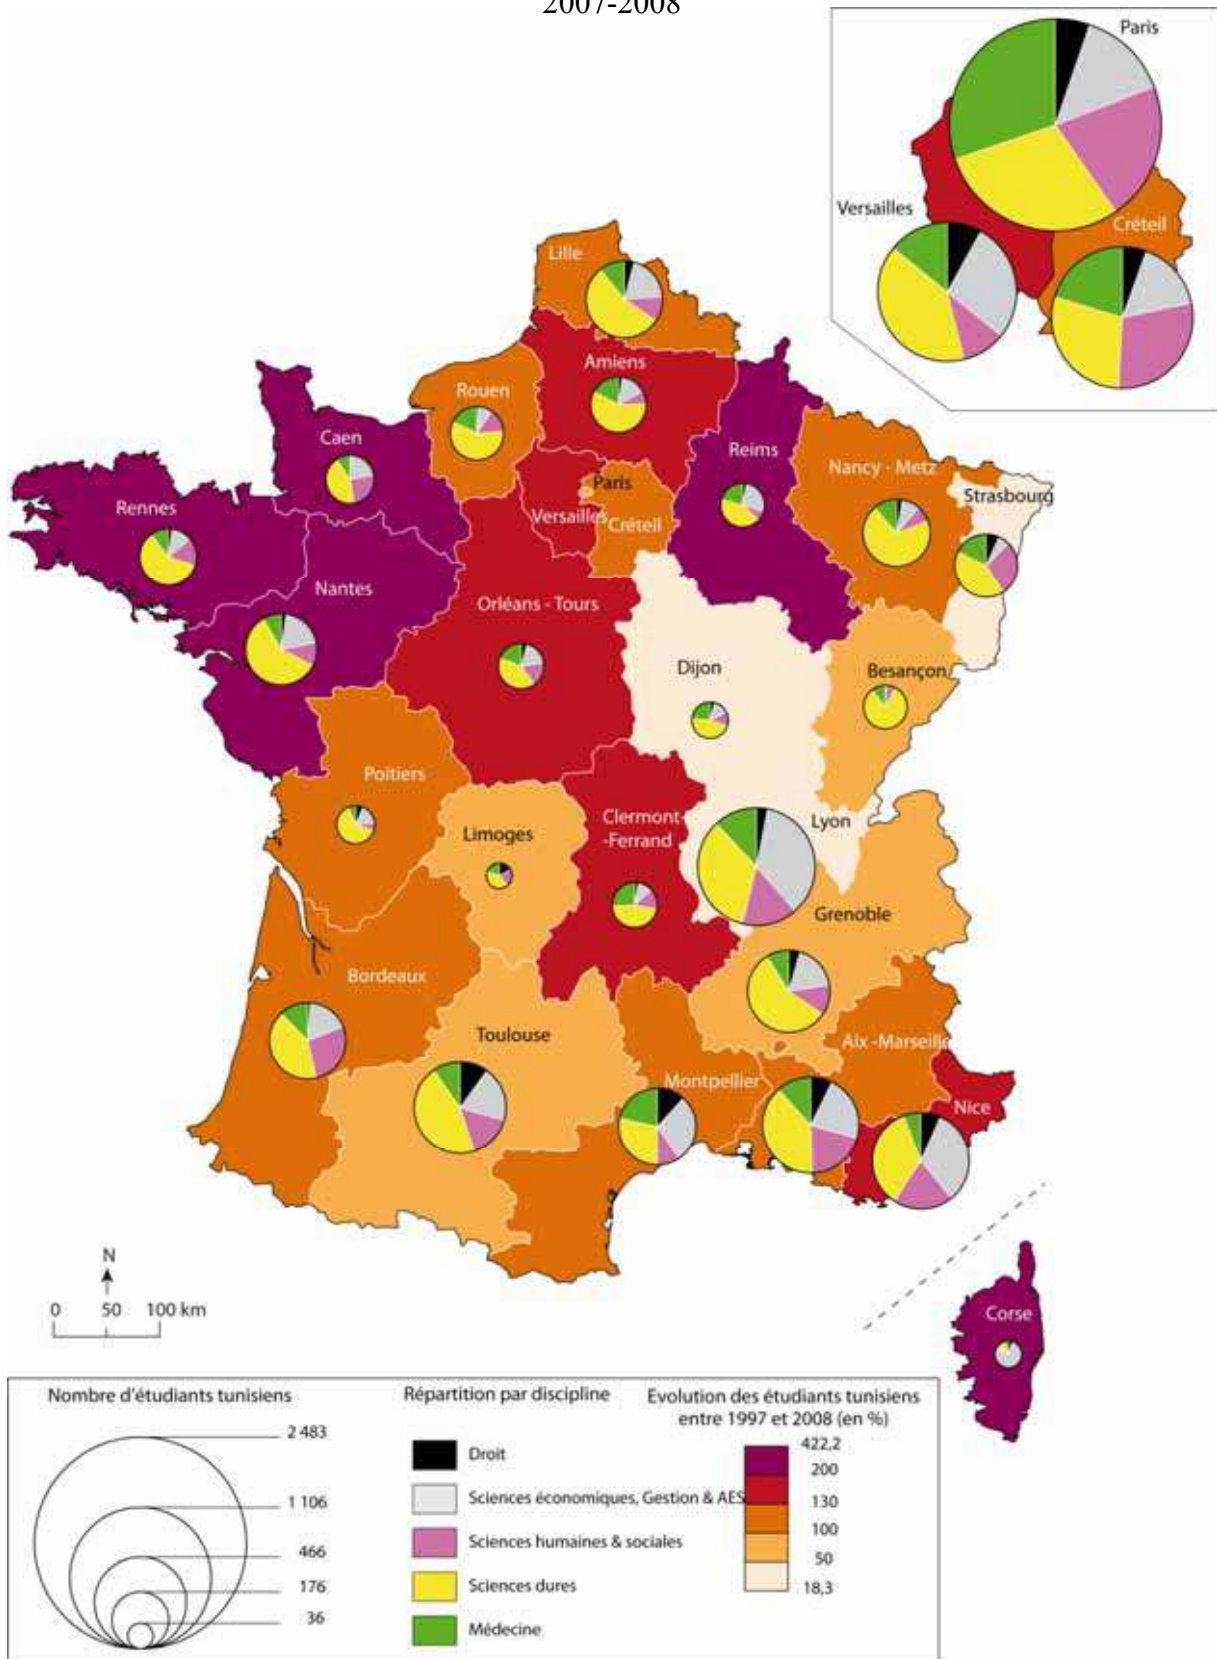 2007-2008
Paris
Versailles
Créteil
Lille
Amiens
Rouen
Caen
Reims
Nancy - Metz
Strasbourg
Paris
Versailles
Créteil
Rennes
Nantes
Orléans - Tours
Dijon
Besançon
Poitiers
Limoges
Clermont-
-Ferrand
Lyon
Grenoble
Bordeaux
Toulouse
Aix -Marseille
Montpellier
Nice
N
0 50 100 km
Corse
Nombre d'étudiants tunisiens
2 483
1 106
466
176
36
Répartition par discipline
Droit
Sciences économiques, Gestion & AES
Sciences humaines & sociales
Sciences dures
Médecine
Evolution des étudiants tunisiens
entre 1997 et 2008 (en %)
422,2
200
130
100
50
18,3